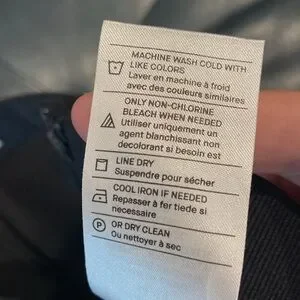 MACHINE WASH COLD WITH
LIKE COLORS
Laver en machine à froid
avec des couleurs similaires
ONLY NON-CHLORINE
BLEACH WHEN NEEDED
Utiliser uniquement un
agent blanchissant non
decolorant si besoin est
LINE DRY
Suspendre pour sécher
COOL IRON IF NEEDED
Repasser à fer tiede si
necessaire
P
OR DRY CLEAN
Ou nettoyer à sec